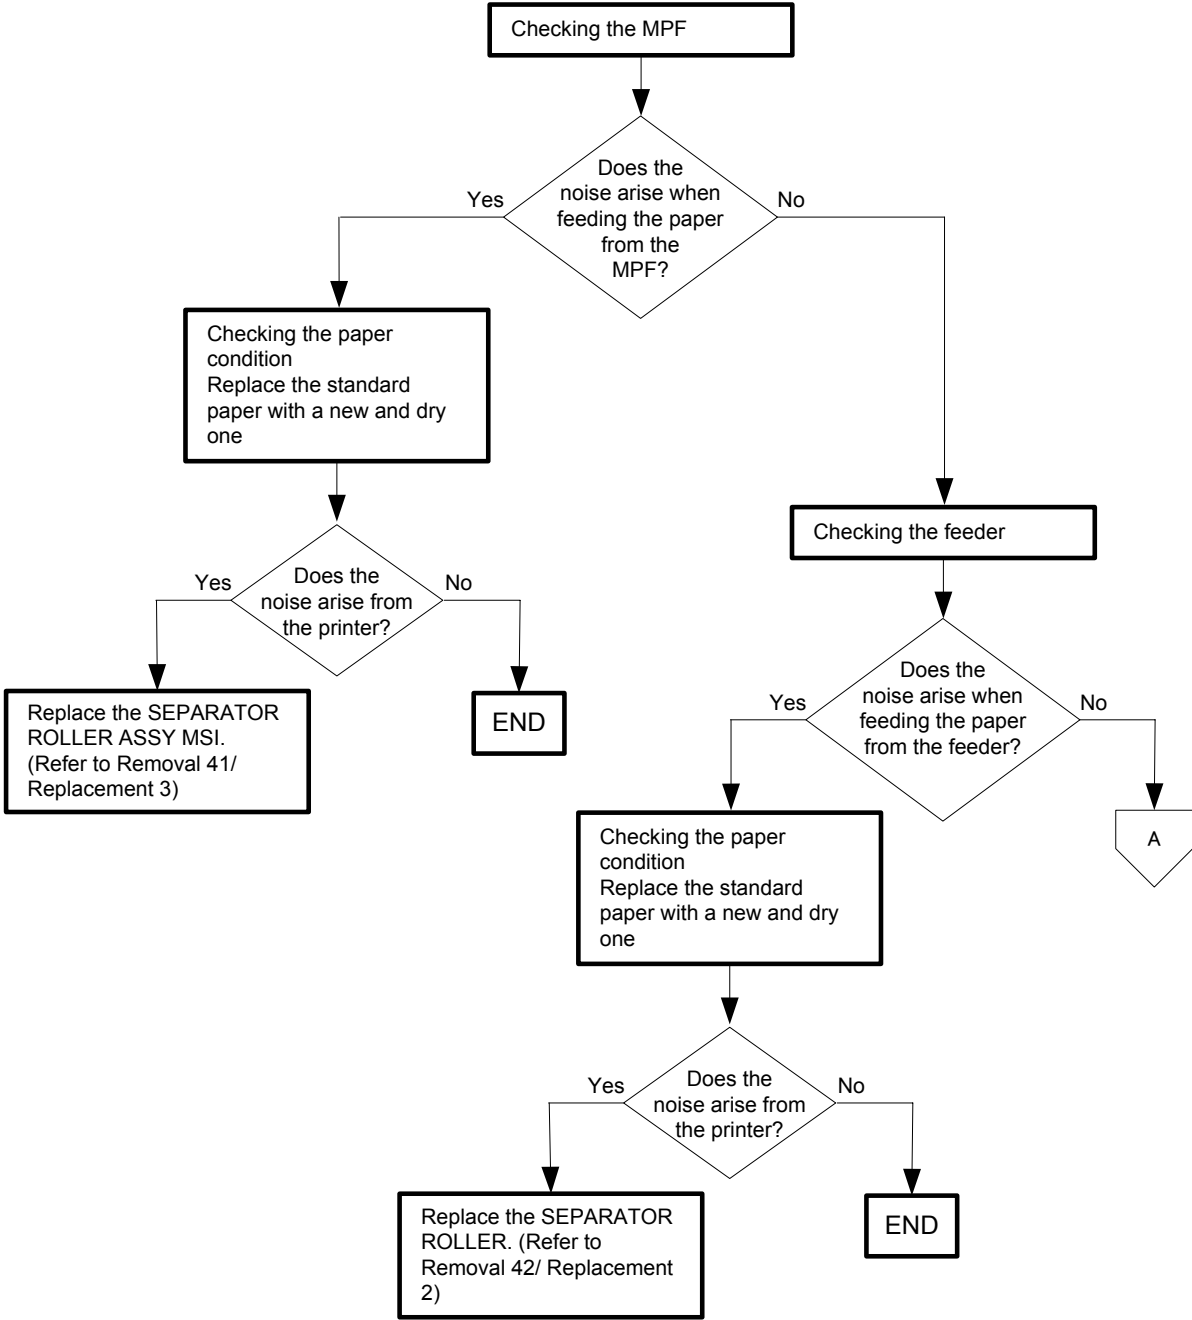 Checking the MPF
Does the
noise arise when
feeding the paper
from the
MPF?
Yes
No
Checking the paper
condition
Replace the standard
paper with a new and dry
one
Checking the feeder
Does the
noise arise from
the printer?
Yes
No
Replace the SEPARATOR
ROLLER ASSY MSI.
(Refer to Removal 41/
Replacement 3)
END
Does the
noise arise when
feeding the paper
from the feeder?
Yes
No
Checking the paper
condition
Replace the standard
paper with a new and dry
one
A
Does the
noise arise from
the printer?
Yes
No
Replace the SEPARATOR
ROLLER. (Refer to
Removal 42/ Replacement
2)
END